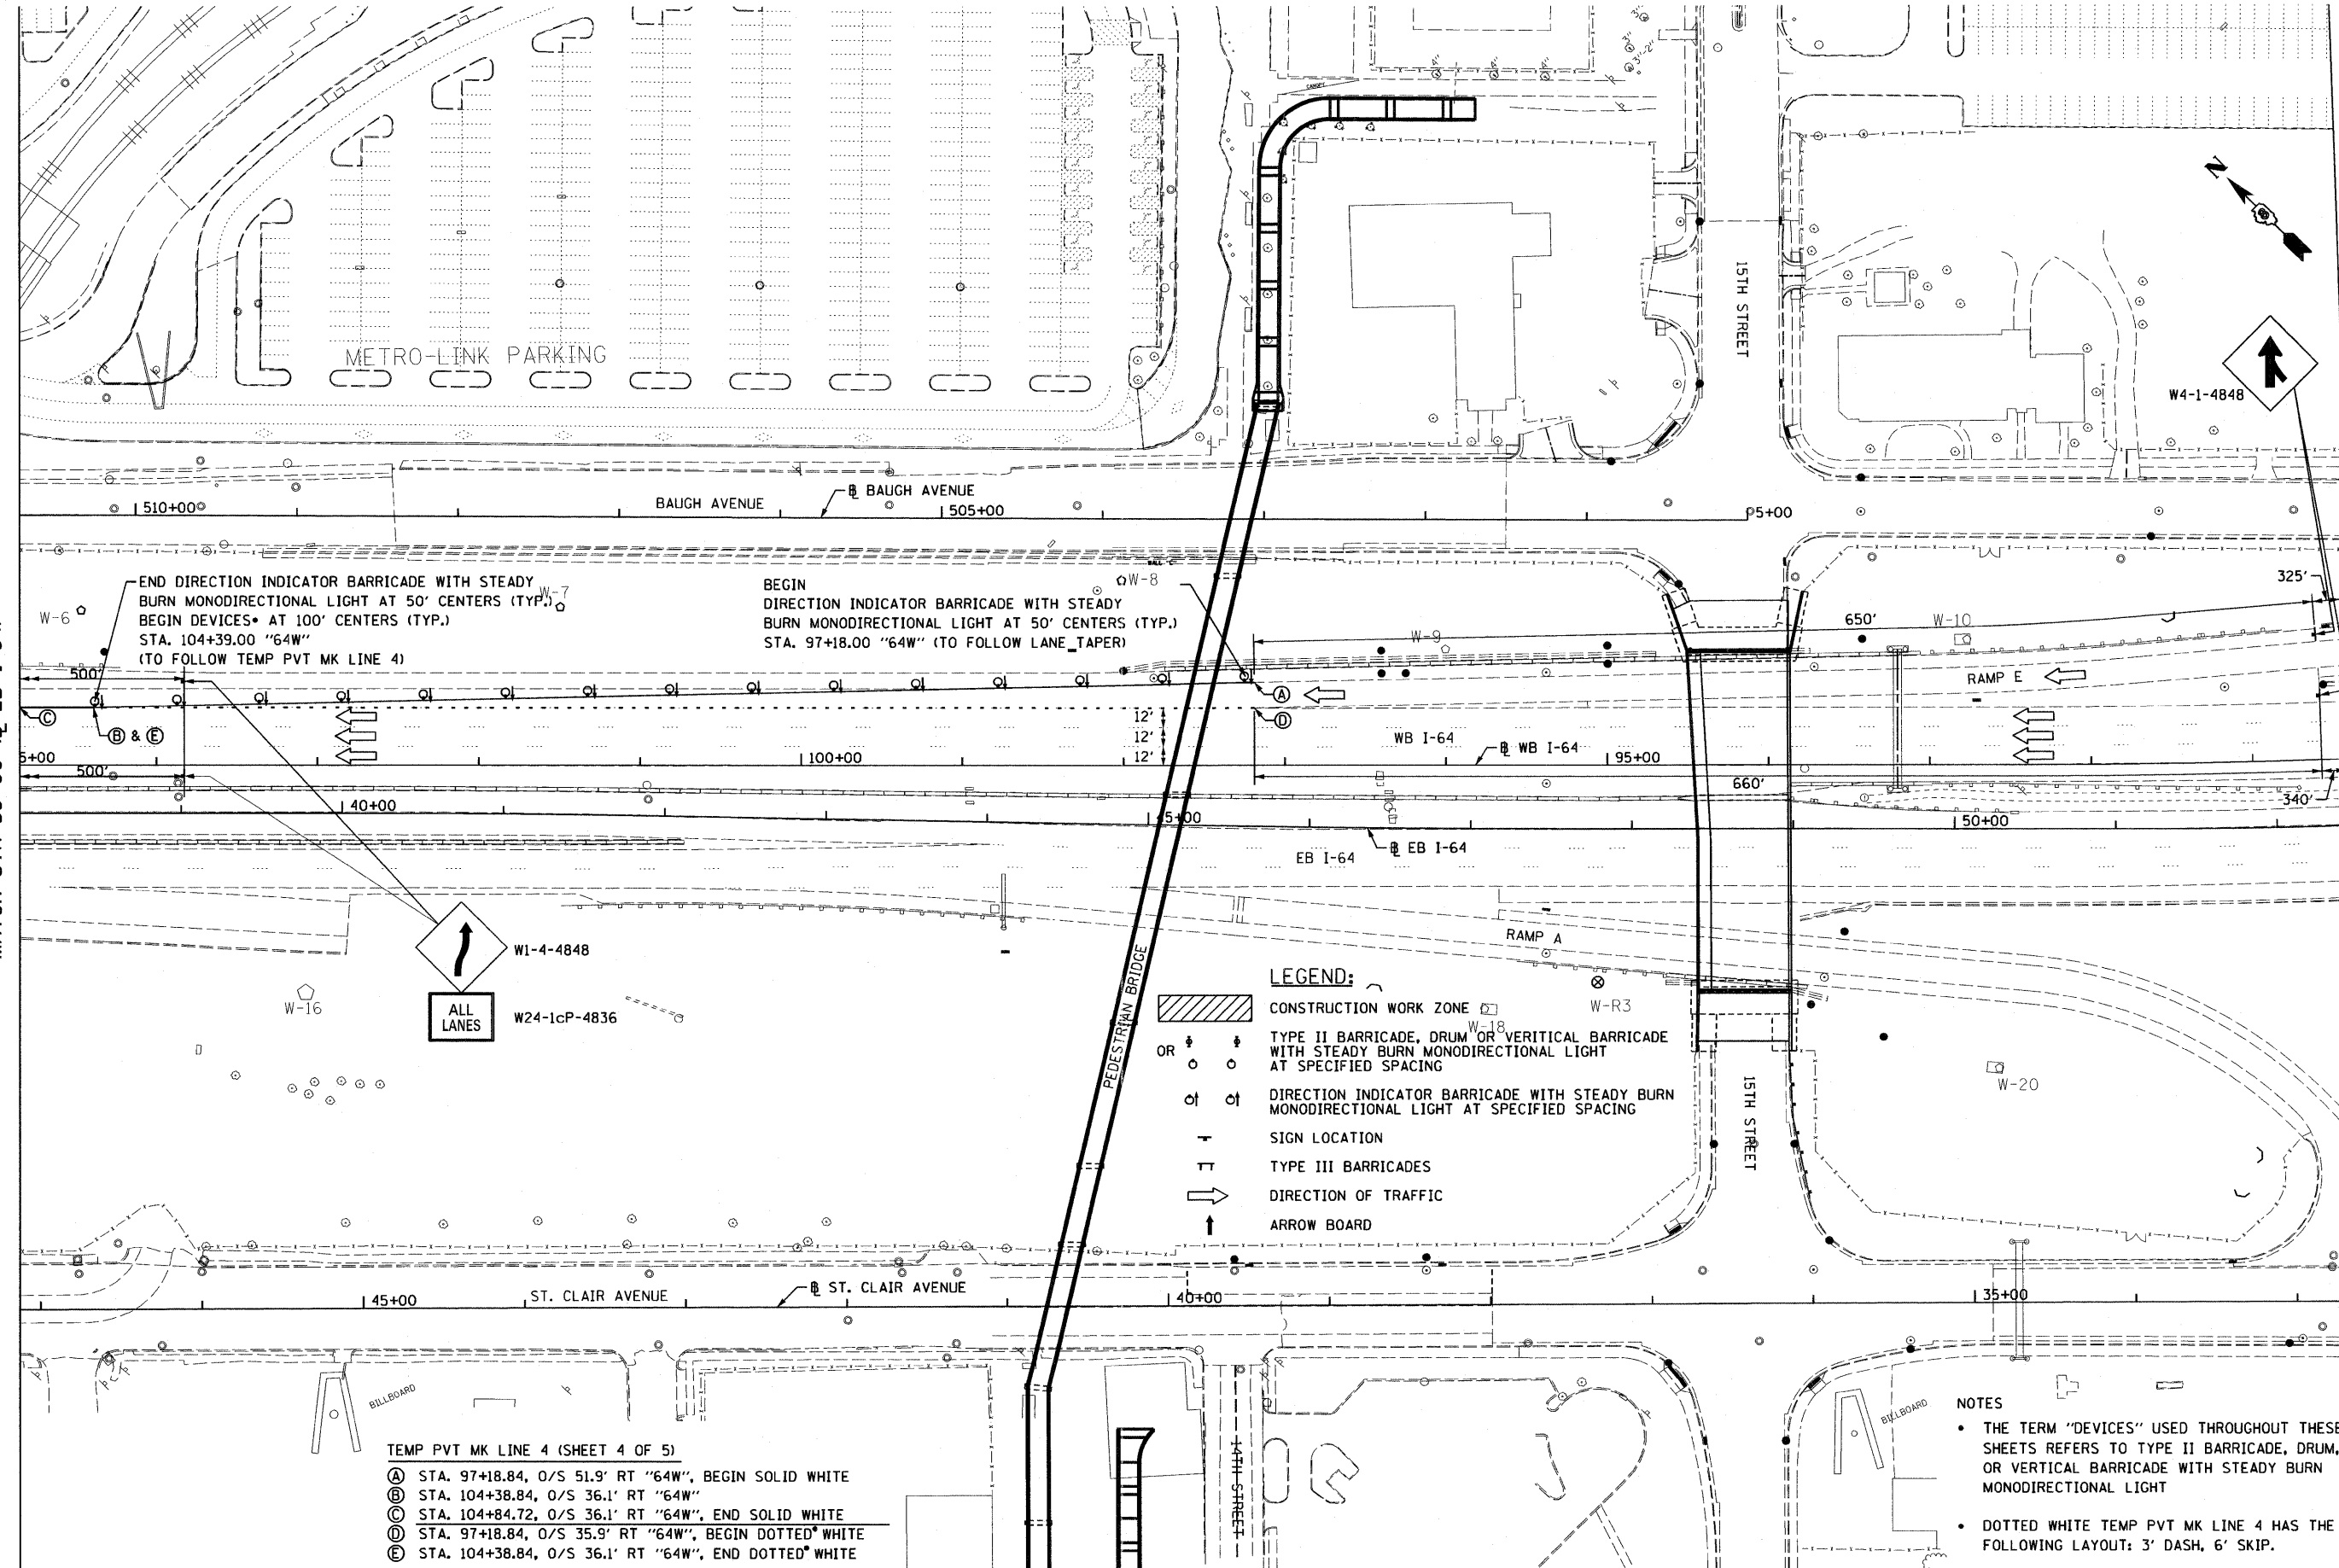 CANOPY
3"
3"
3"-2"
4"
4"
4"
N
15TH STREET
METRO-LINK PARKING
W4-1-4848
℄ BAUGH AVENUE
BAUGH AVENUE
510+00
505+00
95+00
END DIRECTION INDICATOR BARRICADE WITH STEADY
BURN MONODIRECTIONAL LIGHT AT 50' CENTERS (TYP.)
BEGIN DEVICES* AT 100' CENTERS (TYP.)
STA. 104+39.00 "64W"
(TO FOLLOW TEMP PVT MK LINE 4)
W-6
W-7
BEGIN
DIRECTION INDICATOR BARRICADE WITH STEADY
BURN MONODIRECTIONAL LIGHT AT 50' CENTERS (TYP.)
STA. 97+18.00 "64W" (TO FOLLOW LANE TAPER)
W-8
W-9
W-10
325'
650'
500'
RAMP E
A
C
D
B & E
12'
12'
12'
WB I-64
℄ WB I-64
5+00
100+00
95+00
500'
660'
340'
40+00
45+00
50+00
EB I-64
℄ EB I-64
RAMP A
W1-4-4848
ALL
LANES
W24-1cP-4836
W-16
PEDESTRIAN BRIDGE
LEGEND:
CONSTRUCTION WORK ZONE
W-18
W-R3
OR
TYPE II BARRICADE, DRUM OR VERITICAL BARRICADE
WITH STEADY BURN MONODIRECTIONAL LIGHT
AT SPECIFIED SPACING
DIRECTION INDICATOR BARRICADE WITH STEADY BURN
MONODIRECTIONAL LIGHT AT SPECIFIED SPACING
SIGN LOCATION
TYPE III BARRICADES
DIRECTION OF TRAFFIC
ARROW BOARD
15TH STREET
W-20
45+00
ST. CLAIR AVENUE
℄ ST. CLAIR AVENUE
40+00
35+00
BILLBOARD
14TH STREET
BILLBOARD
TEMP PVT MK LINE 4 (SHEET 4 OF 5)
A STA. 97+18.84, O/S 51.9' RT "64W", BEGIN SOLID WHITE
B STA. 104+38.84, O/S 36.1' RT "64W"
C STA. 104+84.72, O/S 36.1' RT "64W", END SOLID WHITE
D STA. 97+18.84, O/S 35.9' RT "64W", BEGIN DOTTED* WHITE
E STA. 104+38.84, O/S 36.1' RT "64W", END DOTTED* WHITE
NOTES
• THE TERM "DEVICES" USED THROUGHOUT THESE
SHEETS REFERS TO TYPE II BARRICADE, DRUM,
OR VERTICAL BARRICADE WITH STEADY BURN
MONODIRECTIONAL LIGHT
• DOTTED WHITE TEMP PVT MK LINE 4 HAS THE
FOLLOWING LAYOUT: 3' DASH, 6' SKIP.